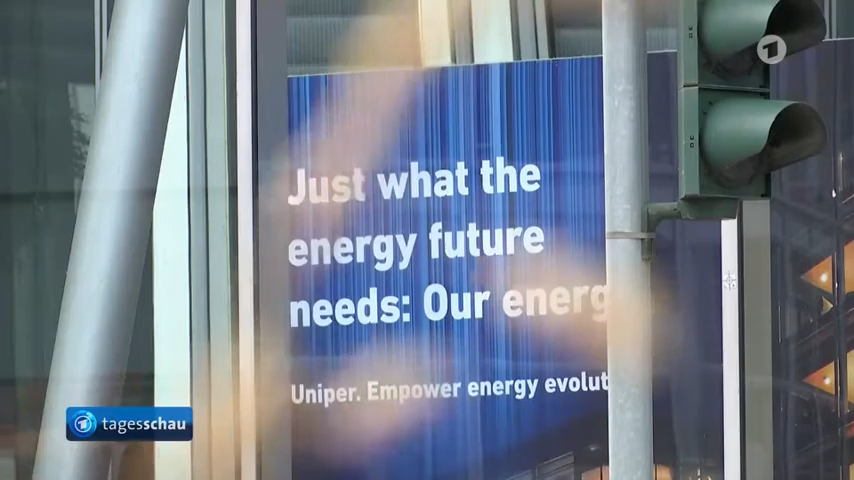 Just what the
energy future
needs: Our energ
Uniper. Empower energy evolut
tagesschau